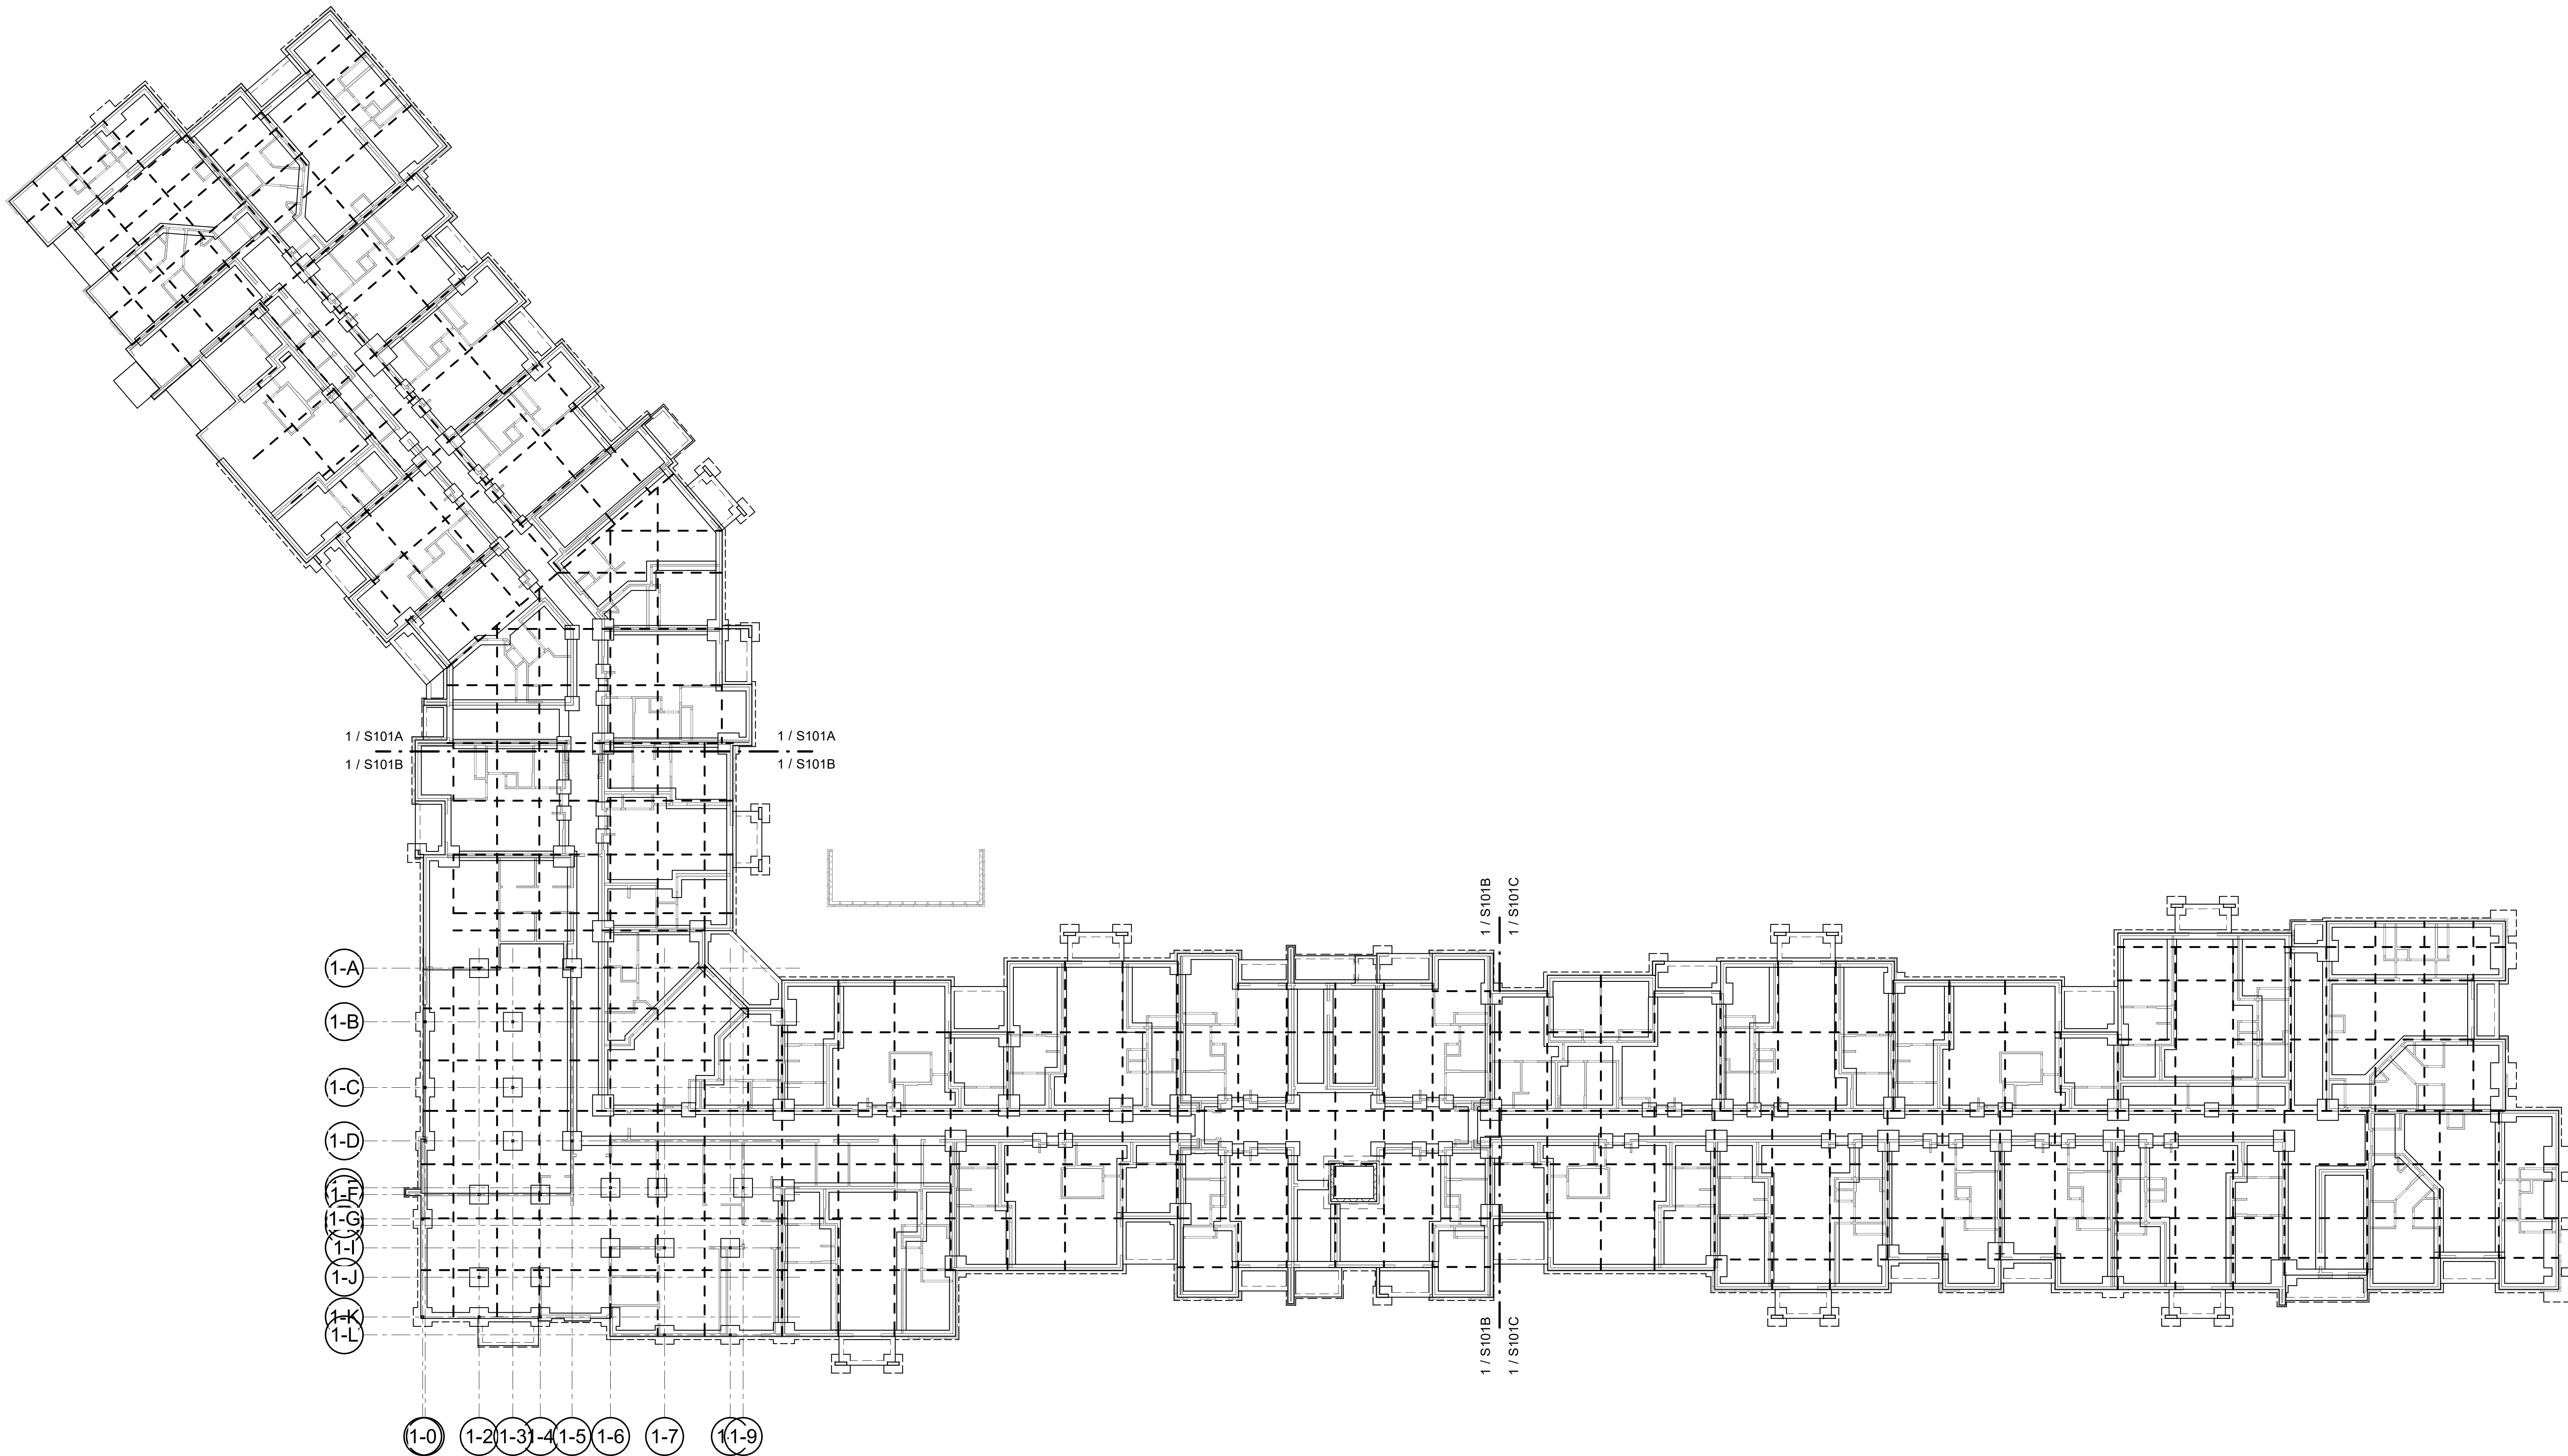 1 / S101A
1 / S101A
1 / S101B
1 / S101B
1 / S101B
1 / S101C
1-A
1-B
1-C
1-D
1-F
1-G
1-I
1-J
1-K
1-L
1 / S101B
1 / S101C
1-0
1-2
1-3
1-4
1-5
1-6
1-7
1-9